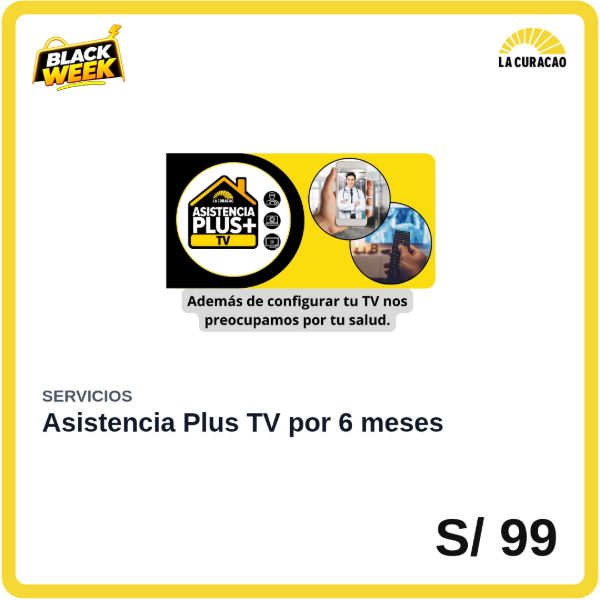 BLACK
WEEK
LA CURACAO
LA CURACAO
ASISTENCIA
PLUS+
TV
Además de configurar tu TV nos
preocupamos por tu salud.
SERVICIOS
Asistencia Plus TV por 6 meses
S/ 99